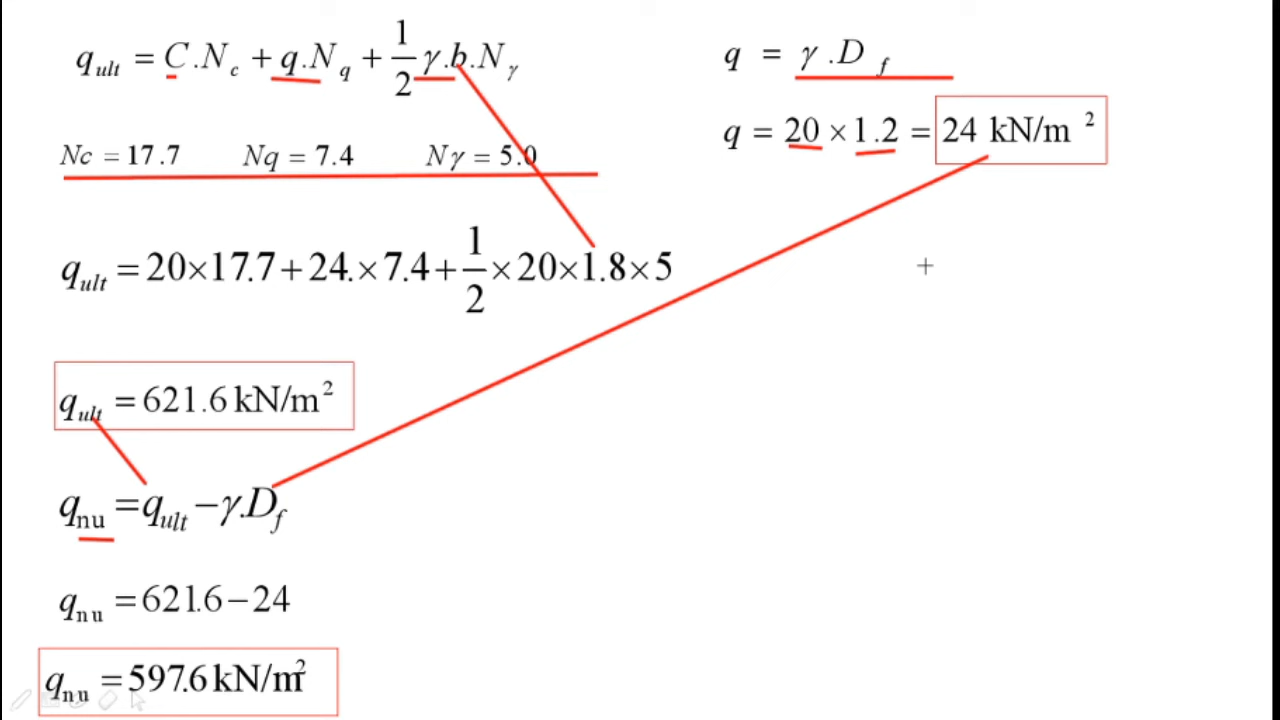 q_ult = C.N_c + q.N_q + 1/2 γ.b.N_γ
q = γ.D_f
q = 20 × 1.2 = 24 kN/m²
Nc = 17.7 Nq = 7.4 Nγ = 5.0
q_ult = 20×17.7+24.×7.4+1/2×20×1.8×5
q_ult = 621.6 kN/m²
q_nu = q_ult − γ.D_f
q_nu = 621.6 − 24
q_nu = 597.6 kN/m²